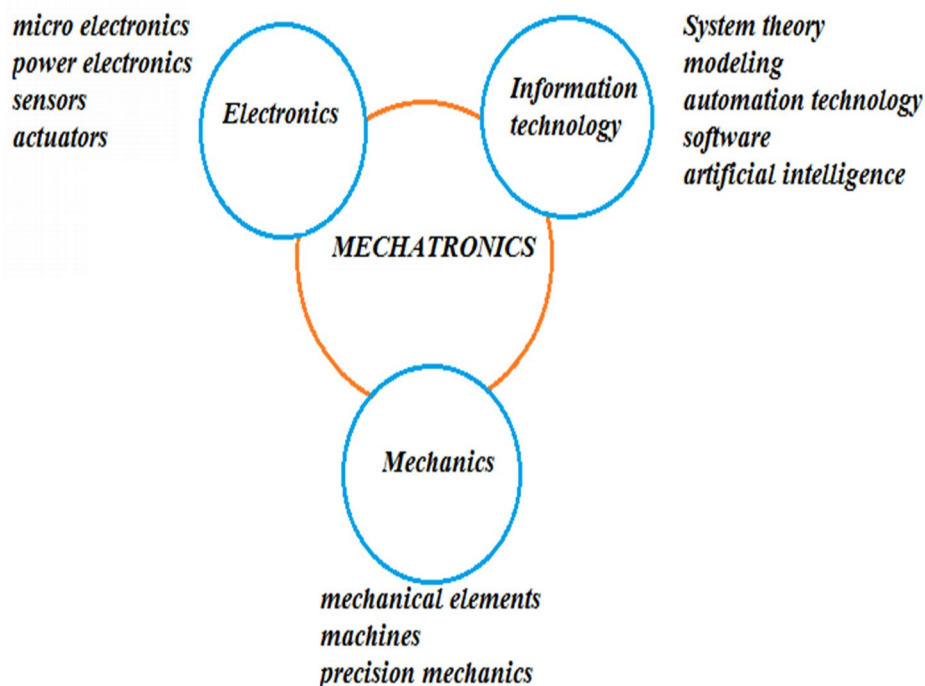 micro electronics
power electronics
sensors
actuators
Electronics
Information
technology
System theory
modeling
automation technology
software
artificial intelligence
MECHATRONICS
Mechanics
mechanical elements
machines
precision mechanics